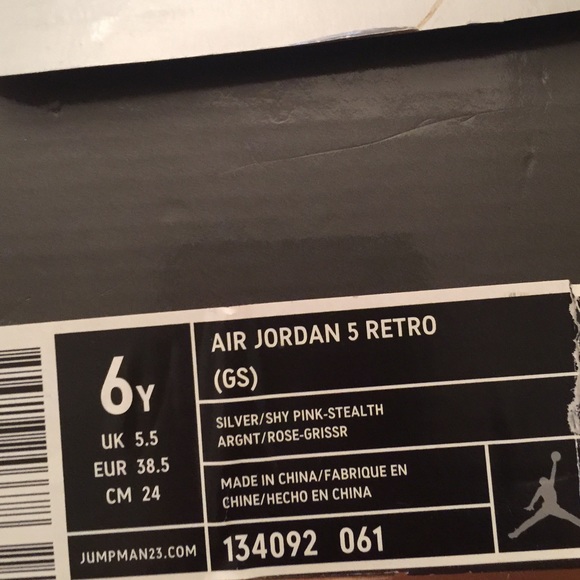 6Y
UK 5.5
EUR 38.5
CM 24
JUMPMAN23.COM
AIR JORDAN 5 RETRO
(GS)
SILVER/SHY PINK-STEALTH
ARGNT/ROSE-GRISSR
MADE IN CHINA/FABRIQUE EN
CHINE/HECHO EN CHINA
134092 061